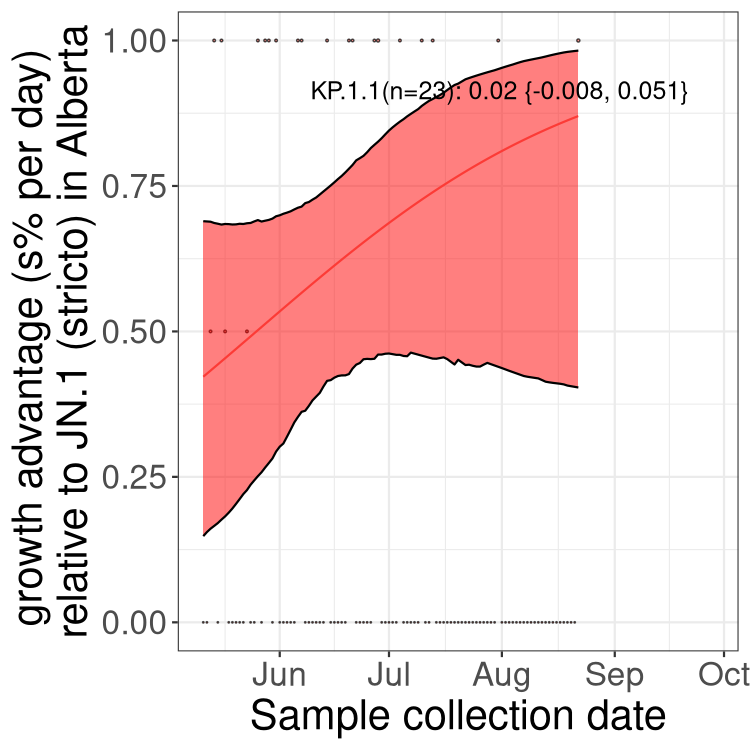 growth advantage (s% per day)
relative to JN.1 (stricto) in Alberta
1.00
0.75
0.50
0.25
0.00
KP.1.1(n=23): 0.02 {-0.008, 0.051}
Jun Jul Aug Sep Oct
Sample collection date